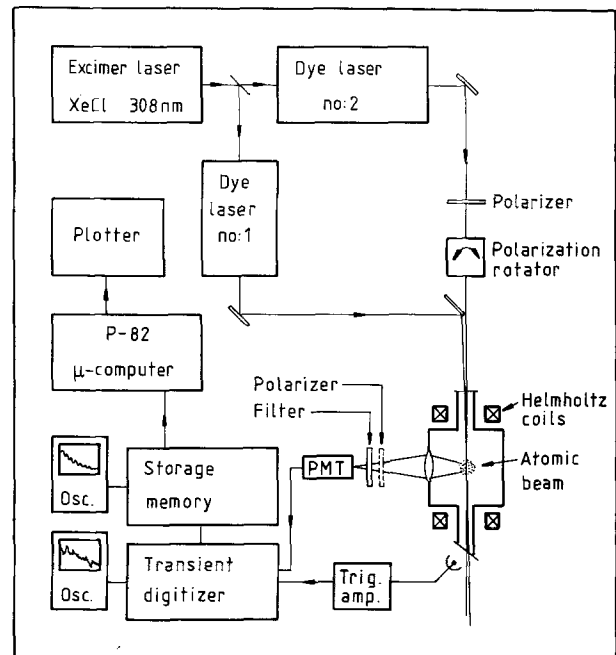 Excimer laser
XeCl 308nm
Dye laser
no:2
Dye
laser
no:1
Polarizer
Polarization
rotator
Plotter
P-82
μ-computer
Polarizer
Filter
Helmholtz
coils
Atomic
beam
PMT
Osc.
Storage
memory
Osc.
Transient
digitizer
Trig.
amp.